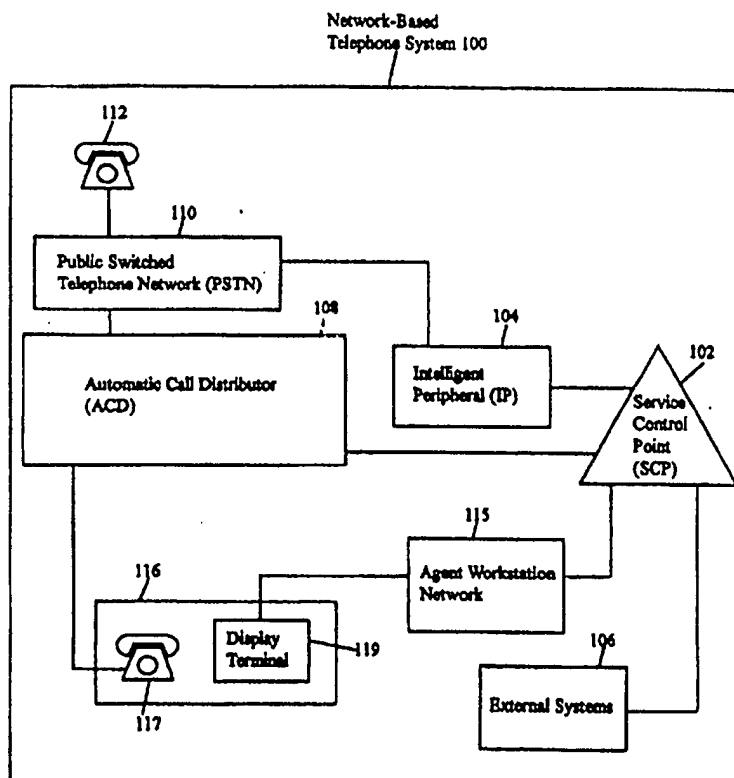 Network-Based
Telephone System 100
112
110
Public Switched
Telephone Network (PSTN)
108
Automatic Call Distributor
(ACD)
104
Intelligent
Peripheral (IP)
102
Service
Control
Point
(SCP)
115
Agent Workstation
Network
116
Display
Terminal
119
117
106
External Systems